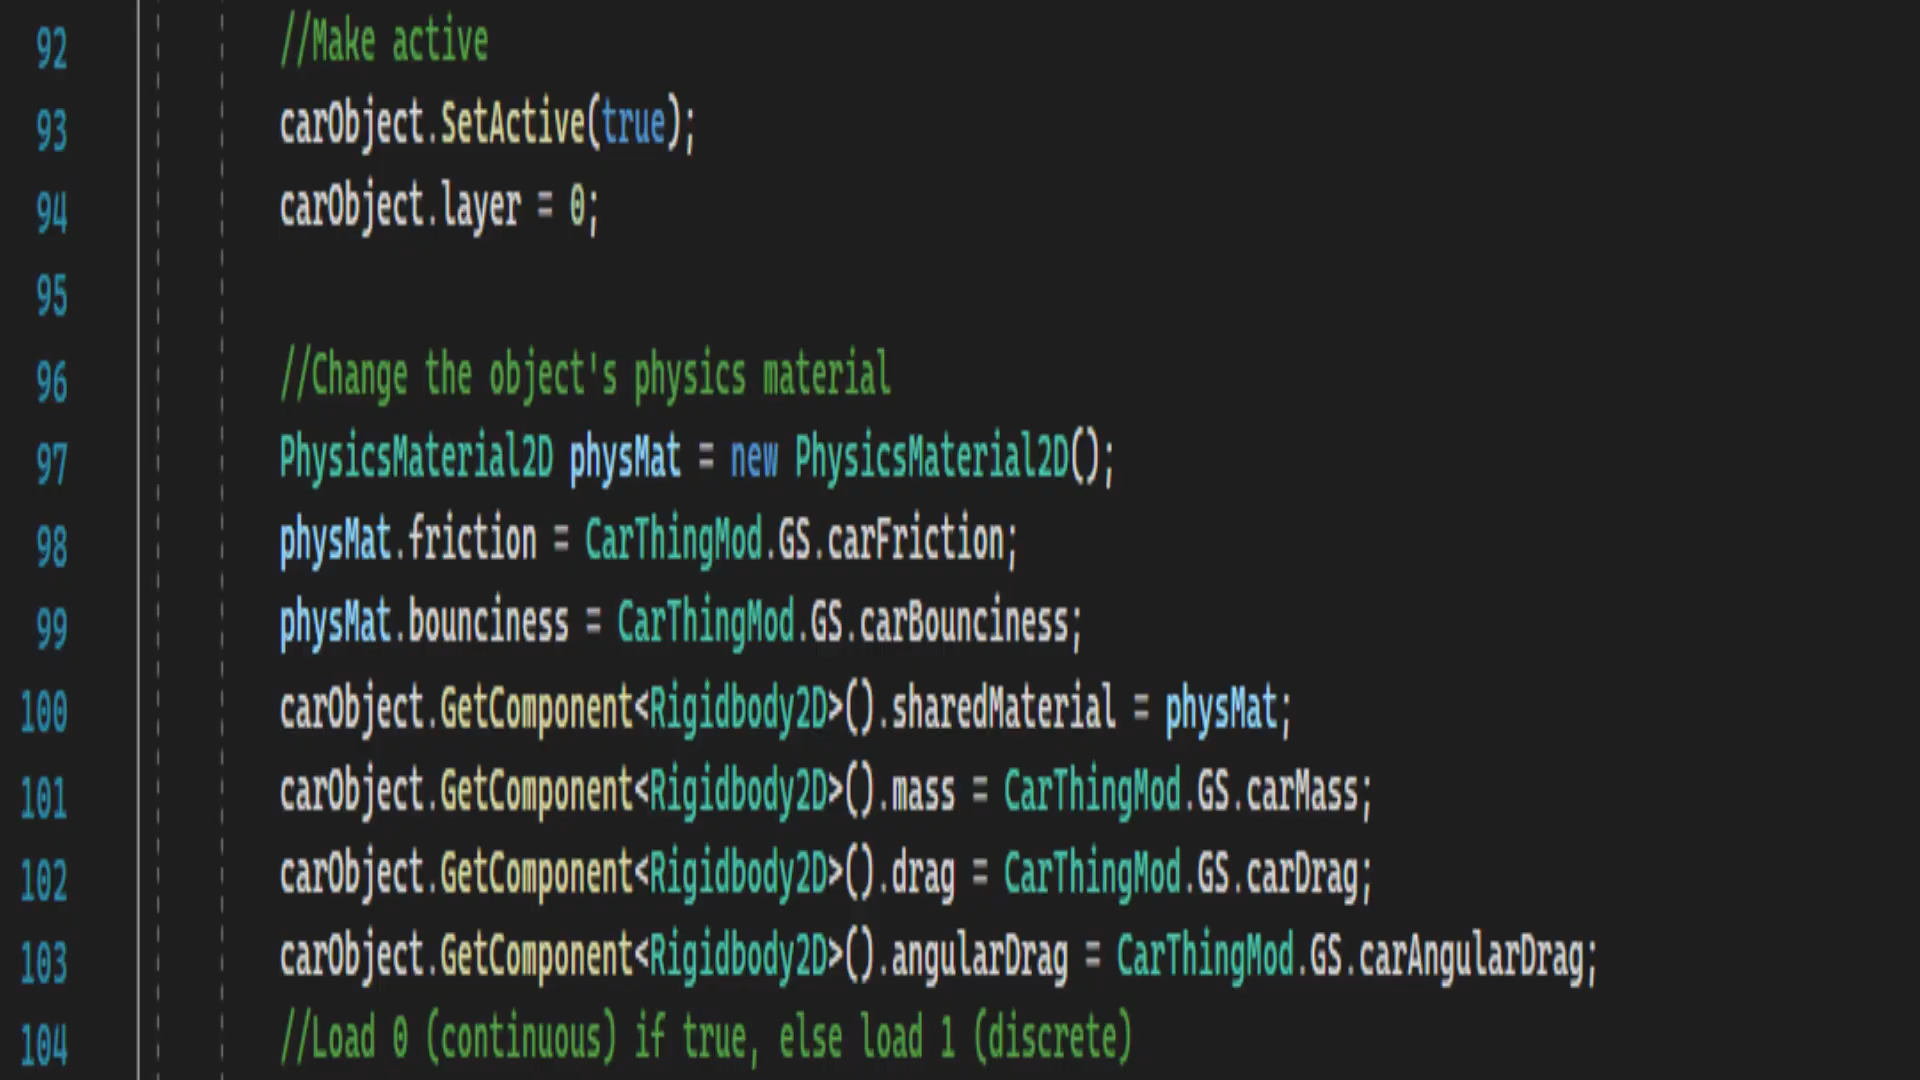 92 //Make active
93 carObject.SetActive(true);
94 carObject.layer = 0;
95
96 //Change the object's physics material
97 PhysicsMaterial2D physMat = new PhysicsMaterial2D();
98 physMat.friction = CarThingMod.GS.carFriction;
99 physMat.bounciness = CarThingMod.GS.carBounciness;
100 carObject.GetComponent<Rigidbody2D>().sharedMaterial = physMat;
101 carObject.GetComponent<Rigidbody2D>().mass = CarThingMod.GS.carMass;
102 carObject.GetComponent<Rigidbody2D>().drag = CarThingMod.GS.carDrag;
103 carObject.GetComponent<Rigidbody2D>().angularDrag = CarThingMod.GS.carAngularDrag;
104 //Load 0 (continuous) if true, else load 1 (discrete)